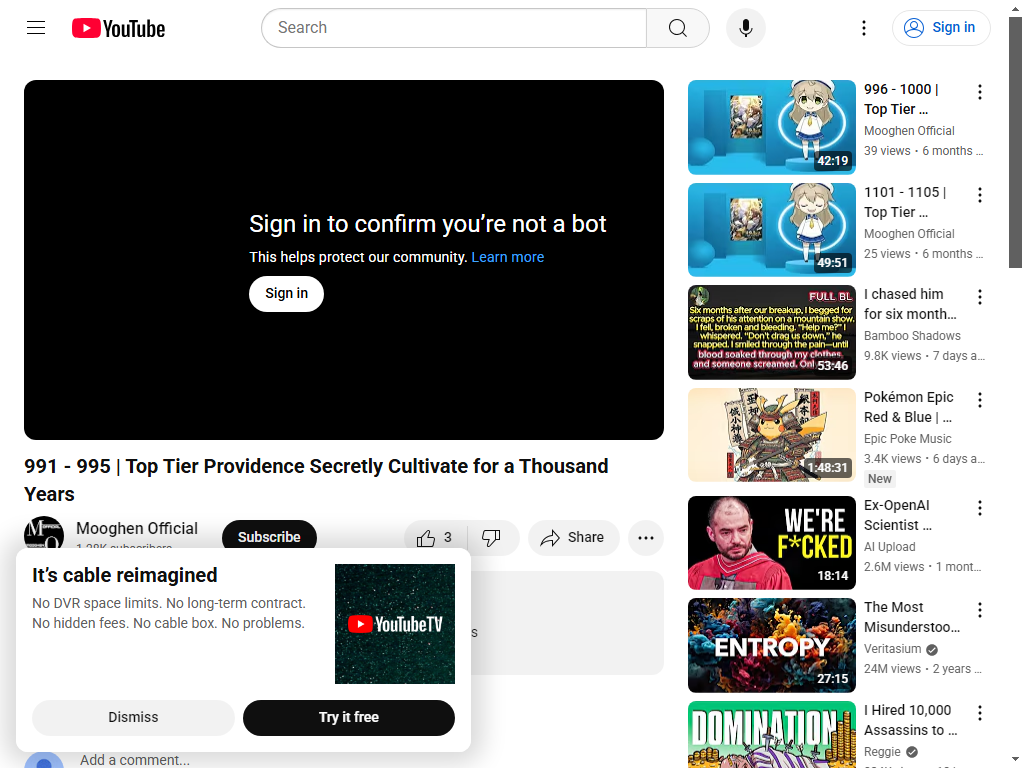 YouTube
Search
Sign in
Sign in to confirm you’re not a bot
This helps protect our community. Learn more
Sign in
991 - 995 | Top Tier Providence Secretly Cultivate for a Thousand
Years
Mooghen Official
Subscribe
3
Share
It’s cable reimagined
No DVR space limits. No long-term contract.
No hidden fees. No cable box. No problems.
YouTubeTV
Dismiss
Try it free
Add a comment...
42:19
996 - 1000 |
Top Tier ...
Mooghen Official
39 views • 6 months ...
49:51
1101 - 1105 |
Top Tier ...
Mooghen Official
25 views • 6 months ...
FULL BL
Six months after our breakup, I begged for
scraps of his attention on a mountain show.
I fell, broken and bleeding. “Help me?” I
whispered. “Don't drag us down,” he
snapped. I smiled through the pain—until
blood soaked through my clothes,
and someone screamed.
53:46
I chased him
for six month...
Bamboo Shadows
9.8K views • 7 days a...
1:48:31
Pokémon Epic
Red & Blue | ...
Epic Poke Music
3.4K views • 6 days a...
New
WE'RE
F*CKED
18:14
Ex-OpenAI
Scientist ...
AI Upload
2.6M views • 1 mont...
ENTROPY
27:15
The Most
Misunderstoo...
Veritasium
24M views • 2 years ...
DOMINATION
I Hired 10,000
Assassins to ...
Reggie